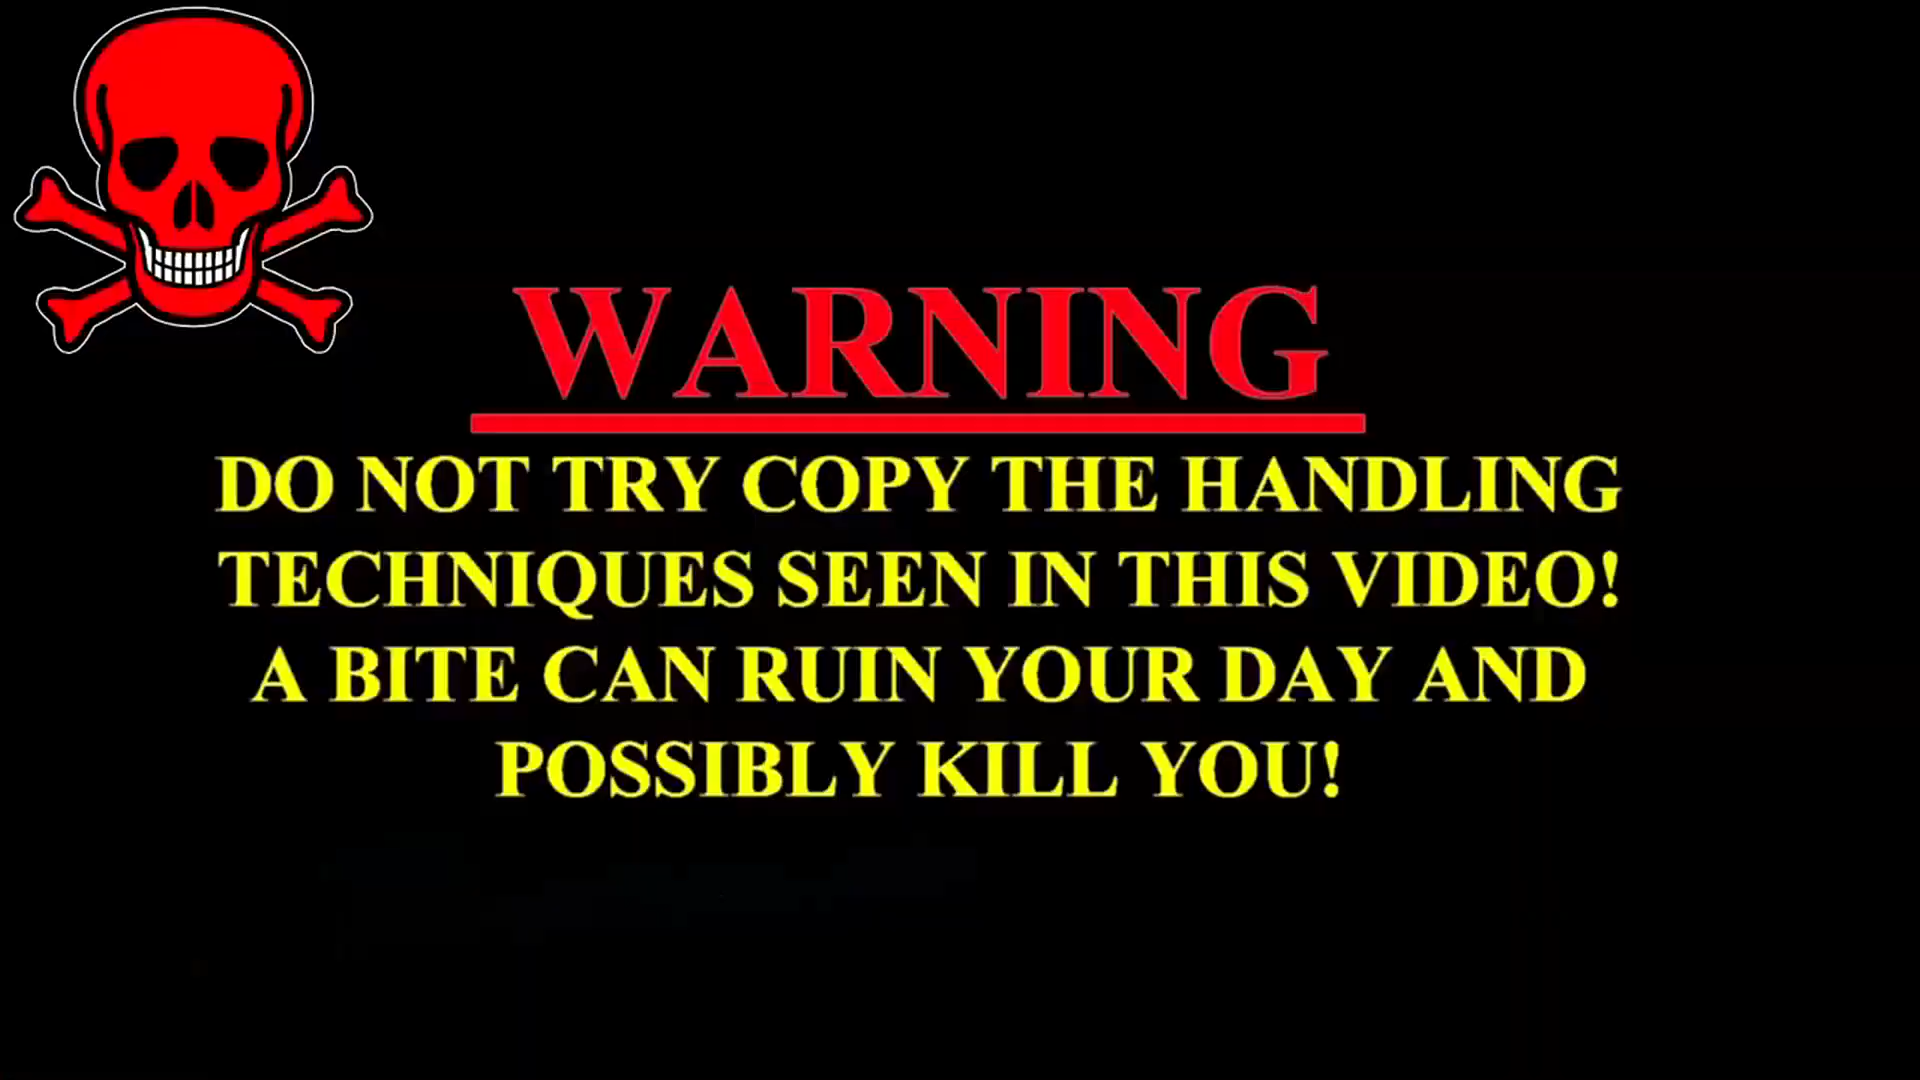 WARNING
DO NOT TRY COPY THE HANDLING
TECHNIQUES SEEN IN THIS VIDEO!
A BITE CAN RUIN YOUR DAY AND
POSSIBLY KILL YOU!